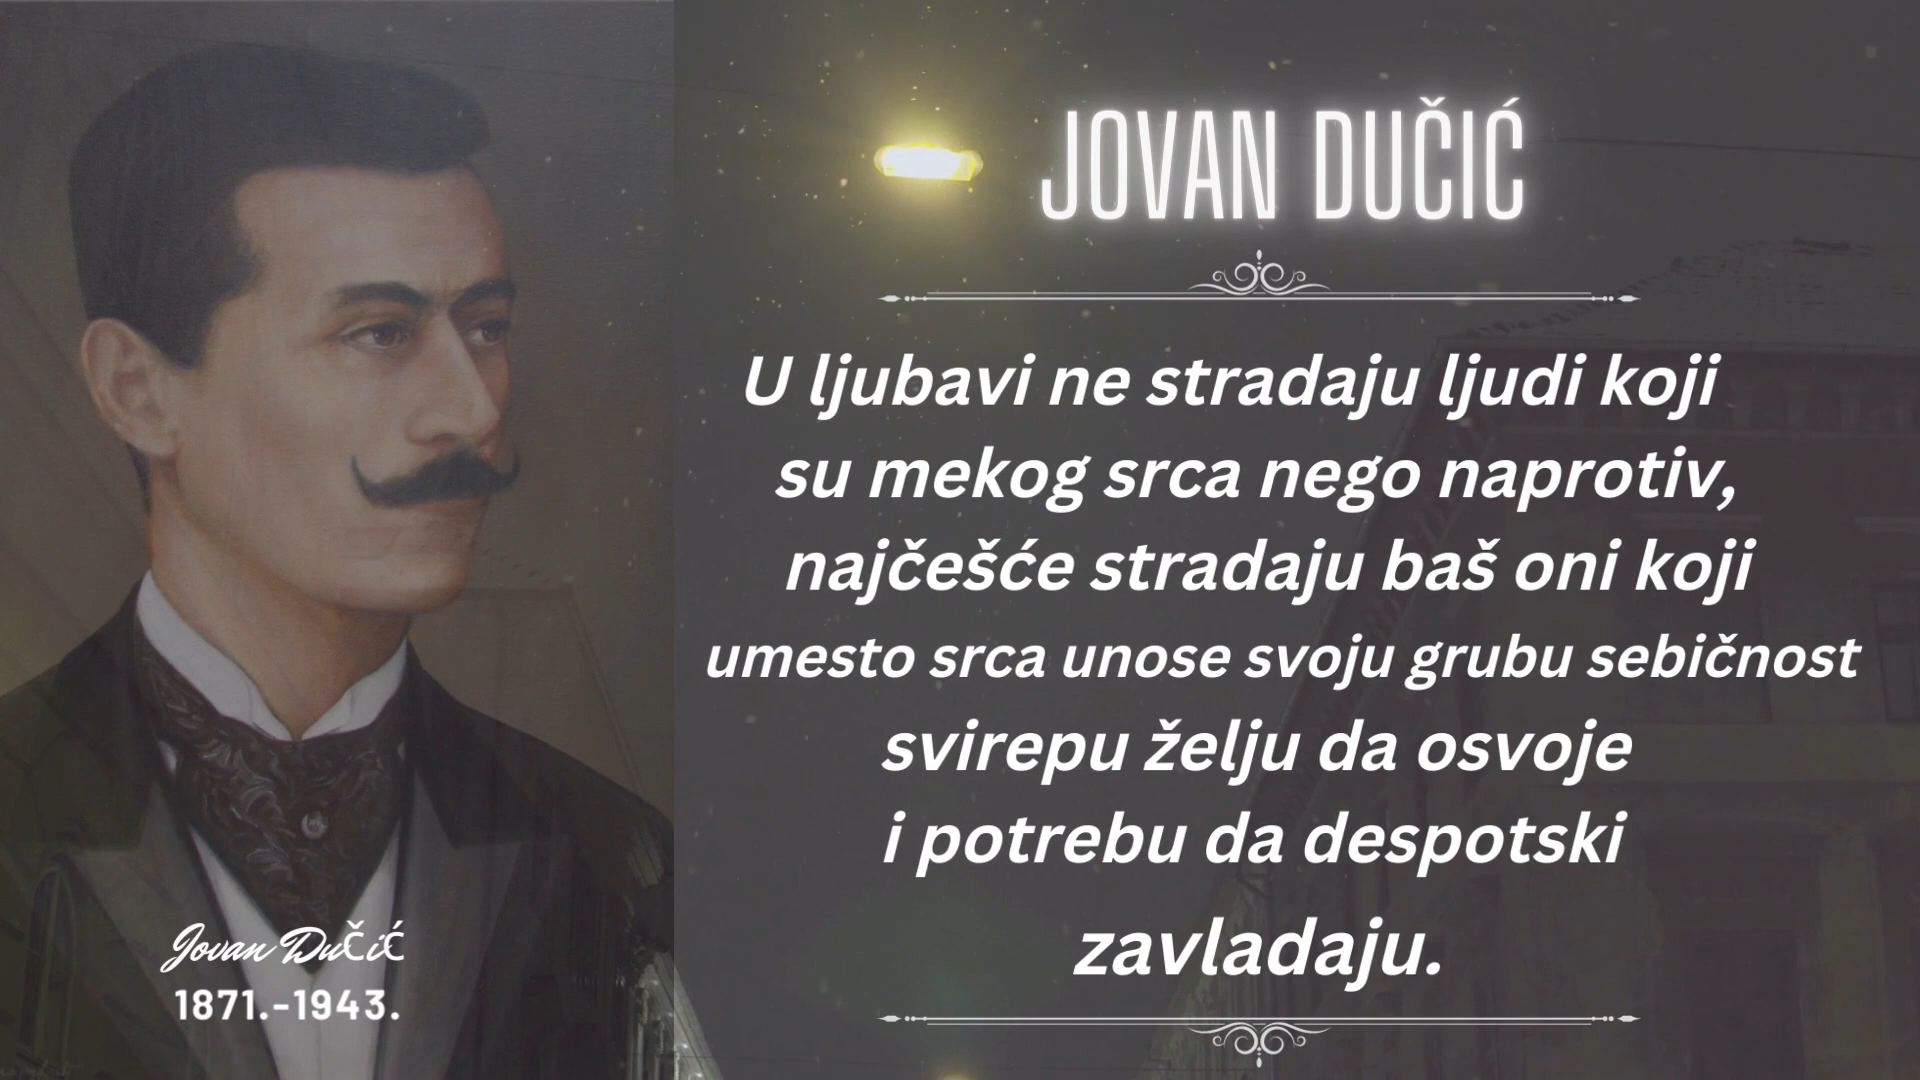 JOVAN DUČIĆ
U ljubavi ne stradaju ljudi koji
su mekog srca nego naprotiv,
najčešće stradaju baš oni koji
umesto srca unose svoju grubu sebičnost
svirepu želju da osvoje
i potrebu da despotski
zavladaju.
Jovan Dučić
1871.-1943.